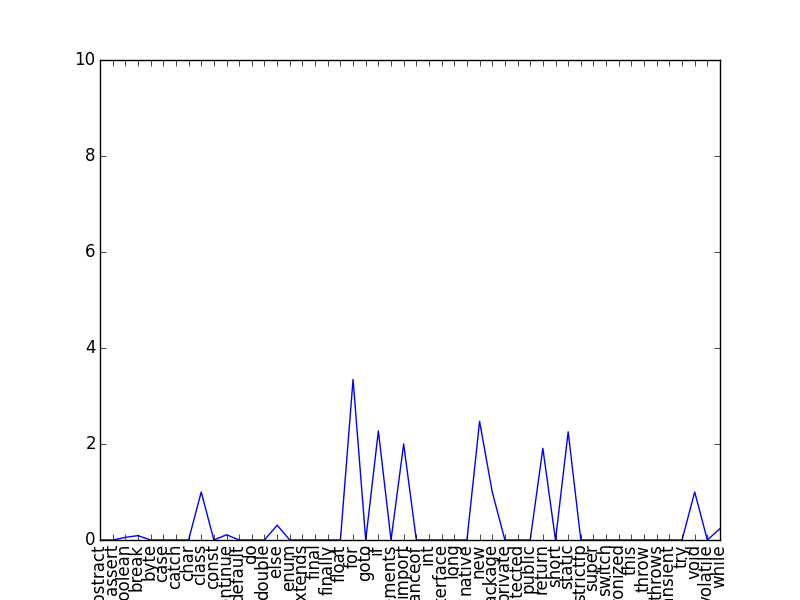 10
8
6
4
2
0
bstract
assert
oolean
break
byte
case
catch
char
class
const
ntinue
default
do
double
else
enum
xtends
final
finally
float
for
goto
if
ments
import
anceof
int
erface
long
native
new
ackage
private
tected
public
return
short
static
strictfp
super
switch
onized
this
throw
throws
ansient
try
void
volatile
while